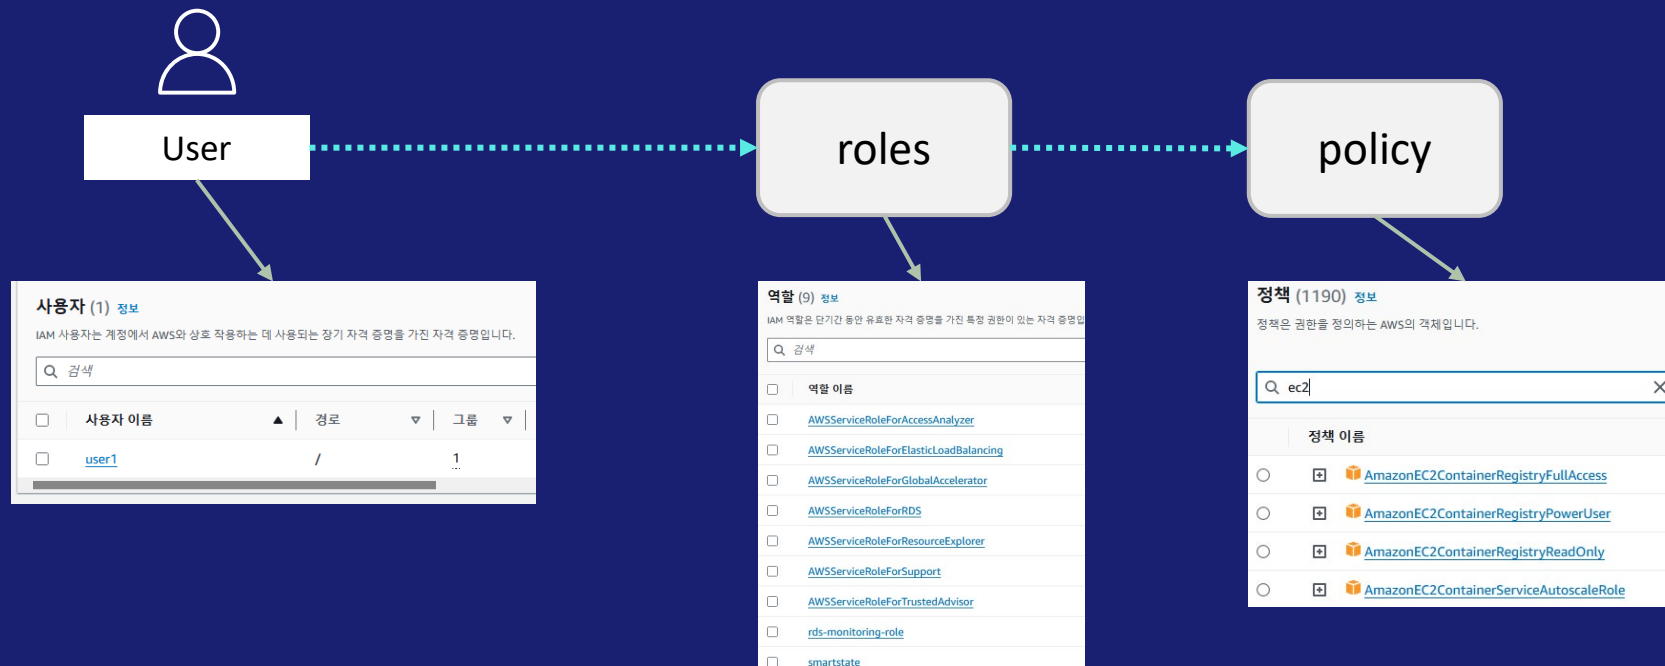 User
roles
policy
사용자 (1) 정보
IAM 사용자는 계정에서 AWS와 상호 작용하는 데 사용되는 장기 자격 증명을 가진 자격 증명입니다.
검색
사용자 이름 경로 그룹
user1 / 1
역할 (9) 정보
IAM 역할은 단기간 동안 유효한 자격 증명을 가진 특정 권한이 있는 자격 증명입
검색
역할 이름
AWSServiceRoleForAccessAnalyzer
AWSServiceRoleForElasticLoadBalancing
AWSServiceRoleForGlobalAccelerator
AWSServiceRoleForRDS
AWSServiceRoleForResourceExplorer
AWSServiceRoleForSupport
AWSServiceRoleForTrustedAdvisor
rds-monitoring-role
smartstate
정책 (1190) 정보
정책은 권한을 정의하는 AWS의 객체입니다.
ec2
정책 이름
AmazonEC2ContainerRegistryFullAccess
AmazonEC2ContainerRegistryPowerUser
AmazonEC2ContainerRegistryReadOnly
AmazonEC2ContainerServiceAutoscaleRole